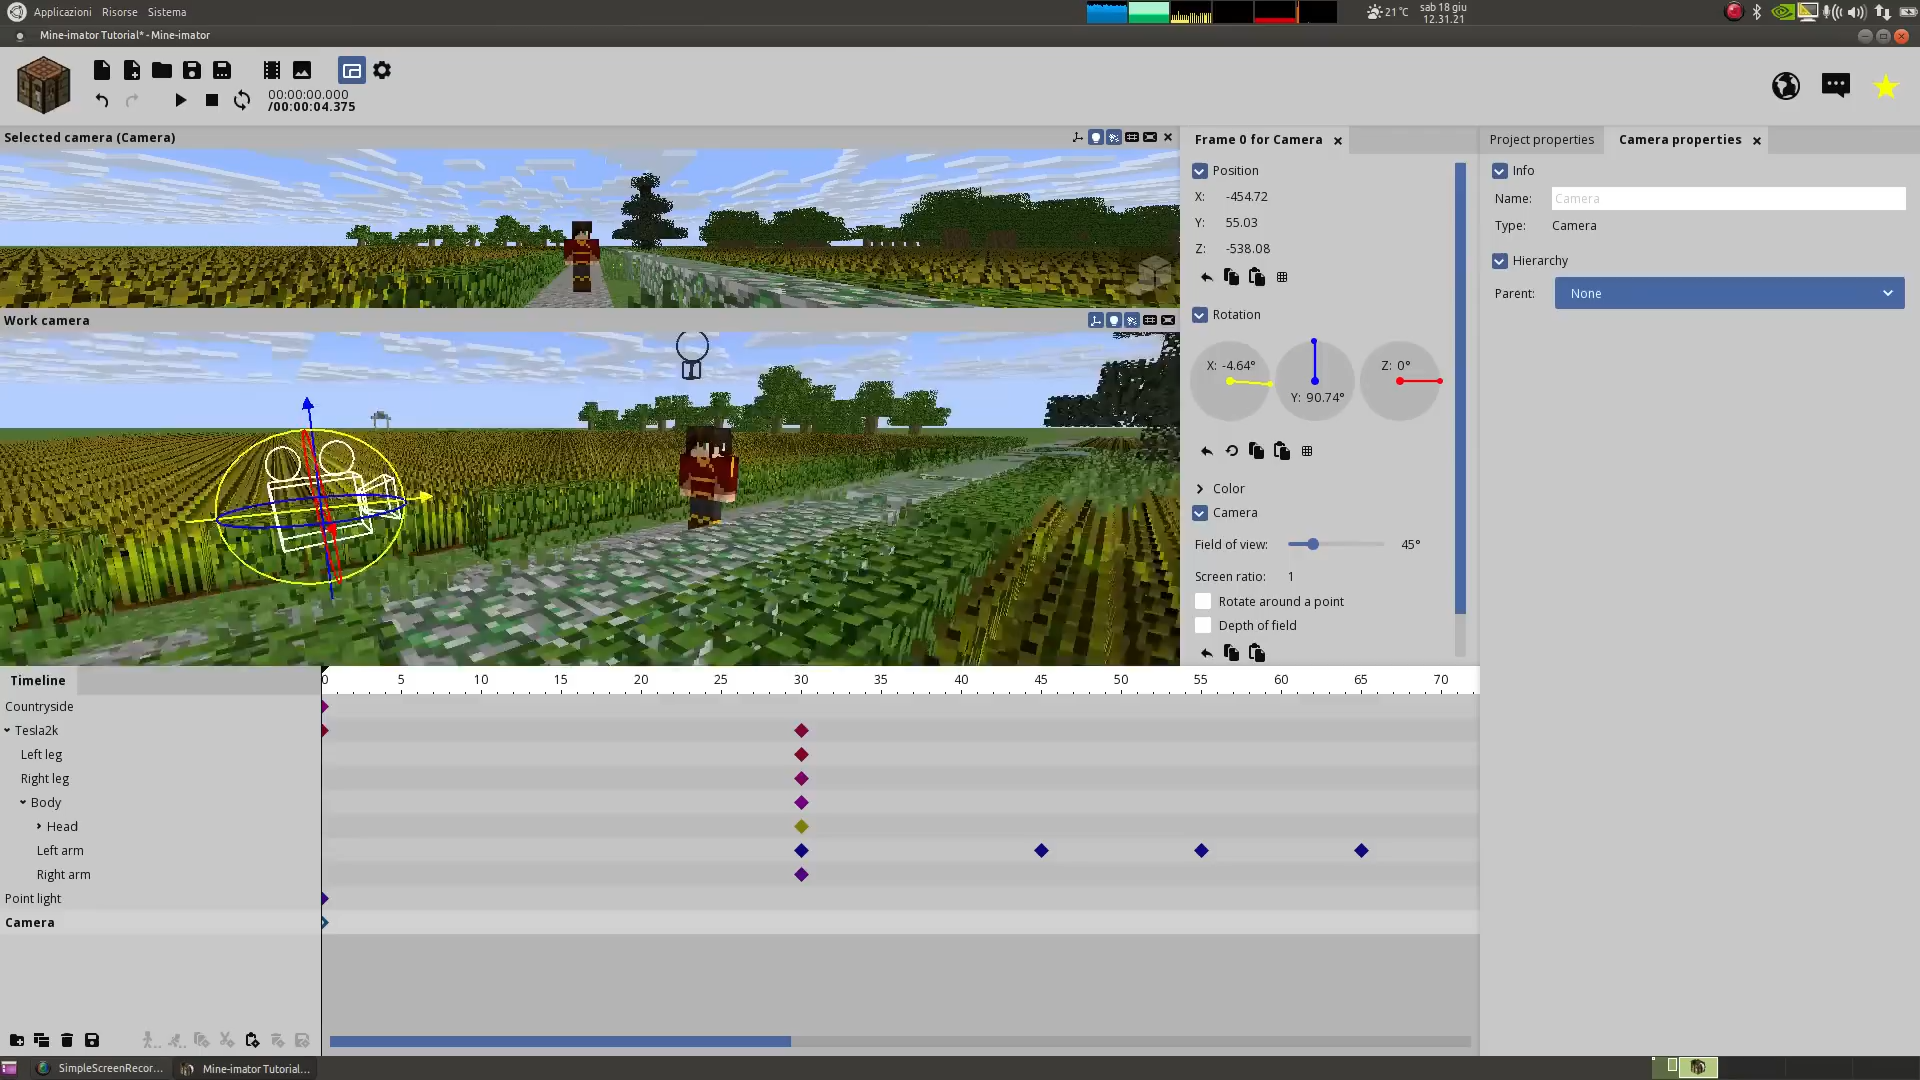 Applicazioni Risorse Sistema
21°C
sab 18 giu
12.31.21
Mine-imator Tutorial* - Mine-imator
00:00:00.000
/00:00:04.375
Selected camera (Camera)
Work camera
Frame 0 for Camera
Position
X: -454.72
Y: 55.03
Z: -538.08
Rotation
X: -4.64°
Y: 90.74°
Z: 0°
Color
Camera
Field of view: 45°
Screen ratio: 1
Rotate around a point
Depth of field
Project properties
Camera properties
Info
Name: Camera
Type: Camera
Hierarchy
Parent: None
Timeline
0 5 10 15 20 25 30 35 40 45 50 55 60 65 70
Countryside
Tesla2k
Left leg
Right leg
Body
Head
Left arm
Right arm
Point light
Camera
SimpleScreenRecor...
Mine-imator Tutorial...